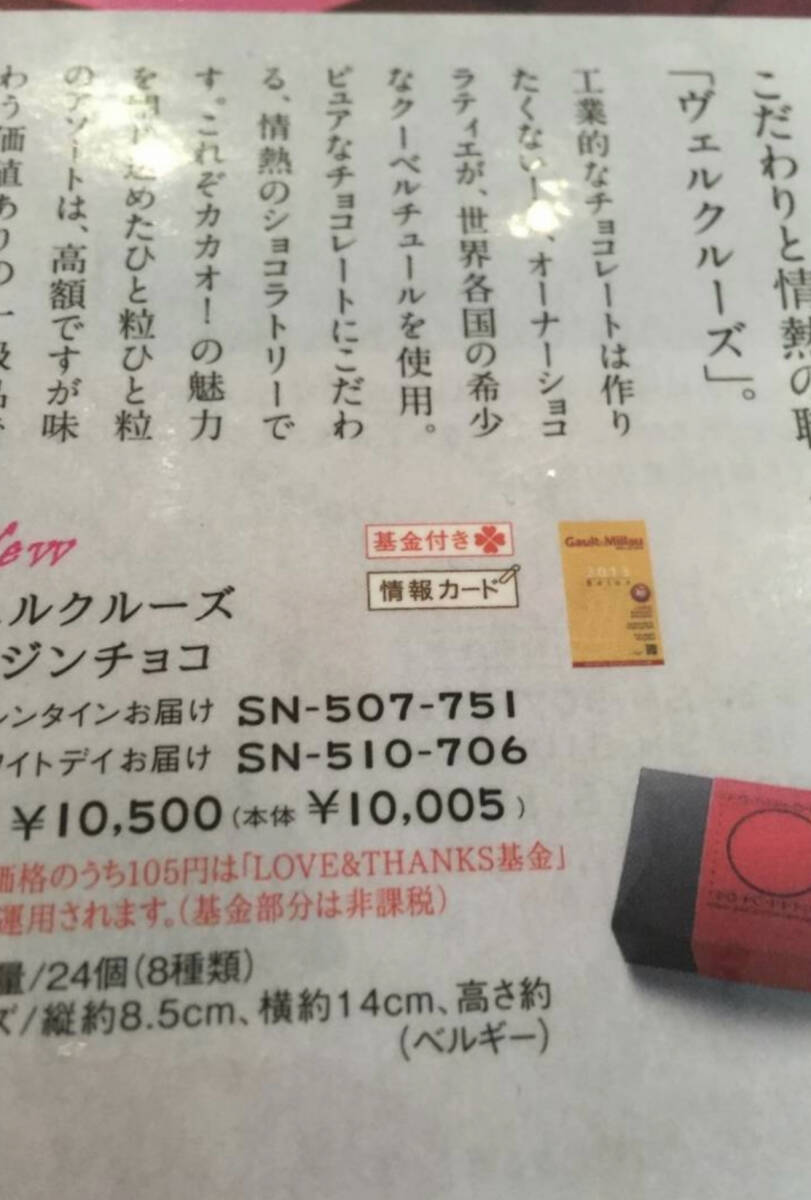 こだわりと情熱の
「ヴェルクルーズ」。
工業的なチョコレートは作り
たくない!、オーナーショコ
ラティエが、世界各国の希少
なクーベルチュールを使用。
ピュアなチョコレートにこだわ
る、情熱のショコラトリーで
す。これぞカカオ!の魅力
めたひと粒ひと粒
のアソートは、高額ですが味
わう価値ありの一級品
New
基金付き
情報カード
Gault&Millau
ェルクルーズ
ジンチョコ
レンタインお届け SN-507-751
ワイトデイお届け SN-510-706
¥10,500(本体 ¥10,005)
価格のうち105円は「LOVE&THANKS基金」
運用されます。(基金部分は非課税)
量/24個(8種類)
ズ/縦約8.5cm、横約14cm、高さ約
(ベルギー)